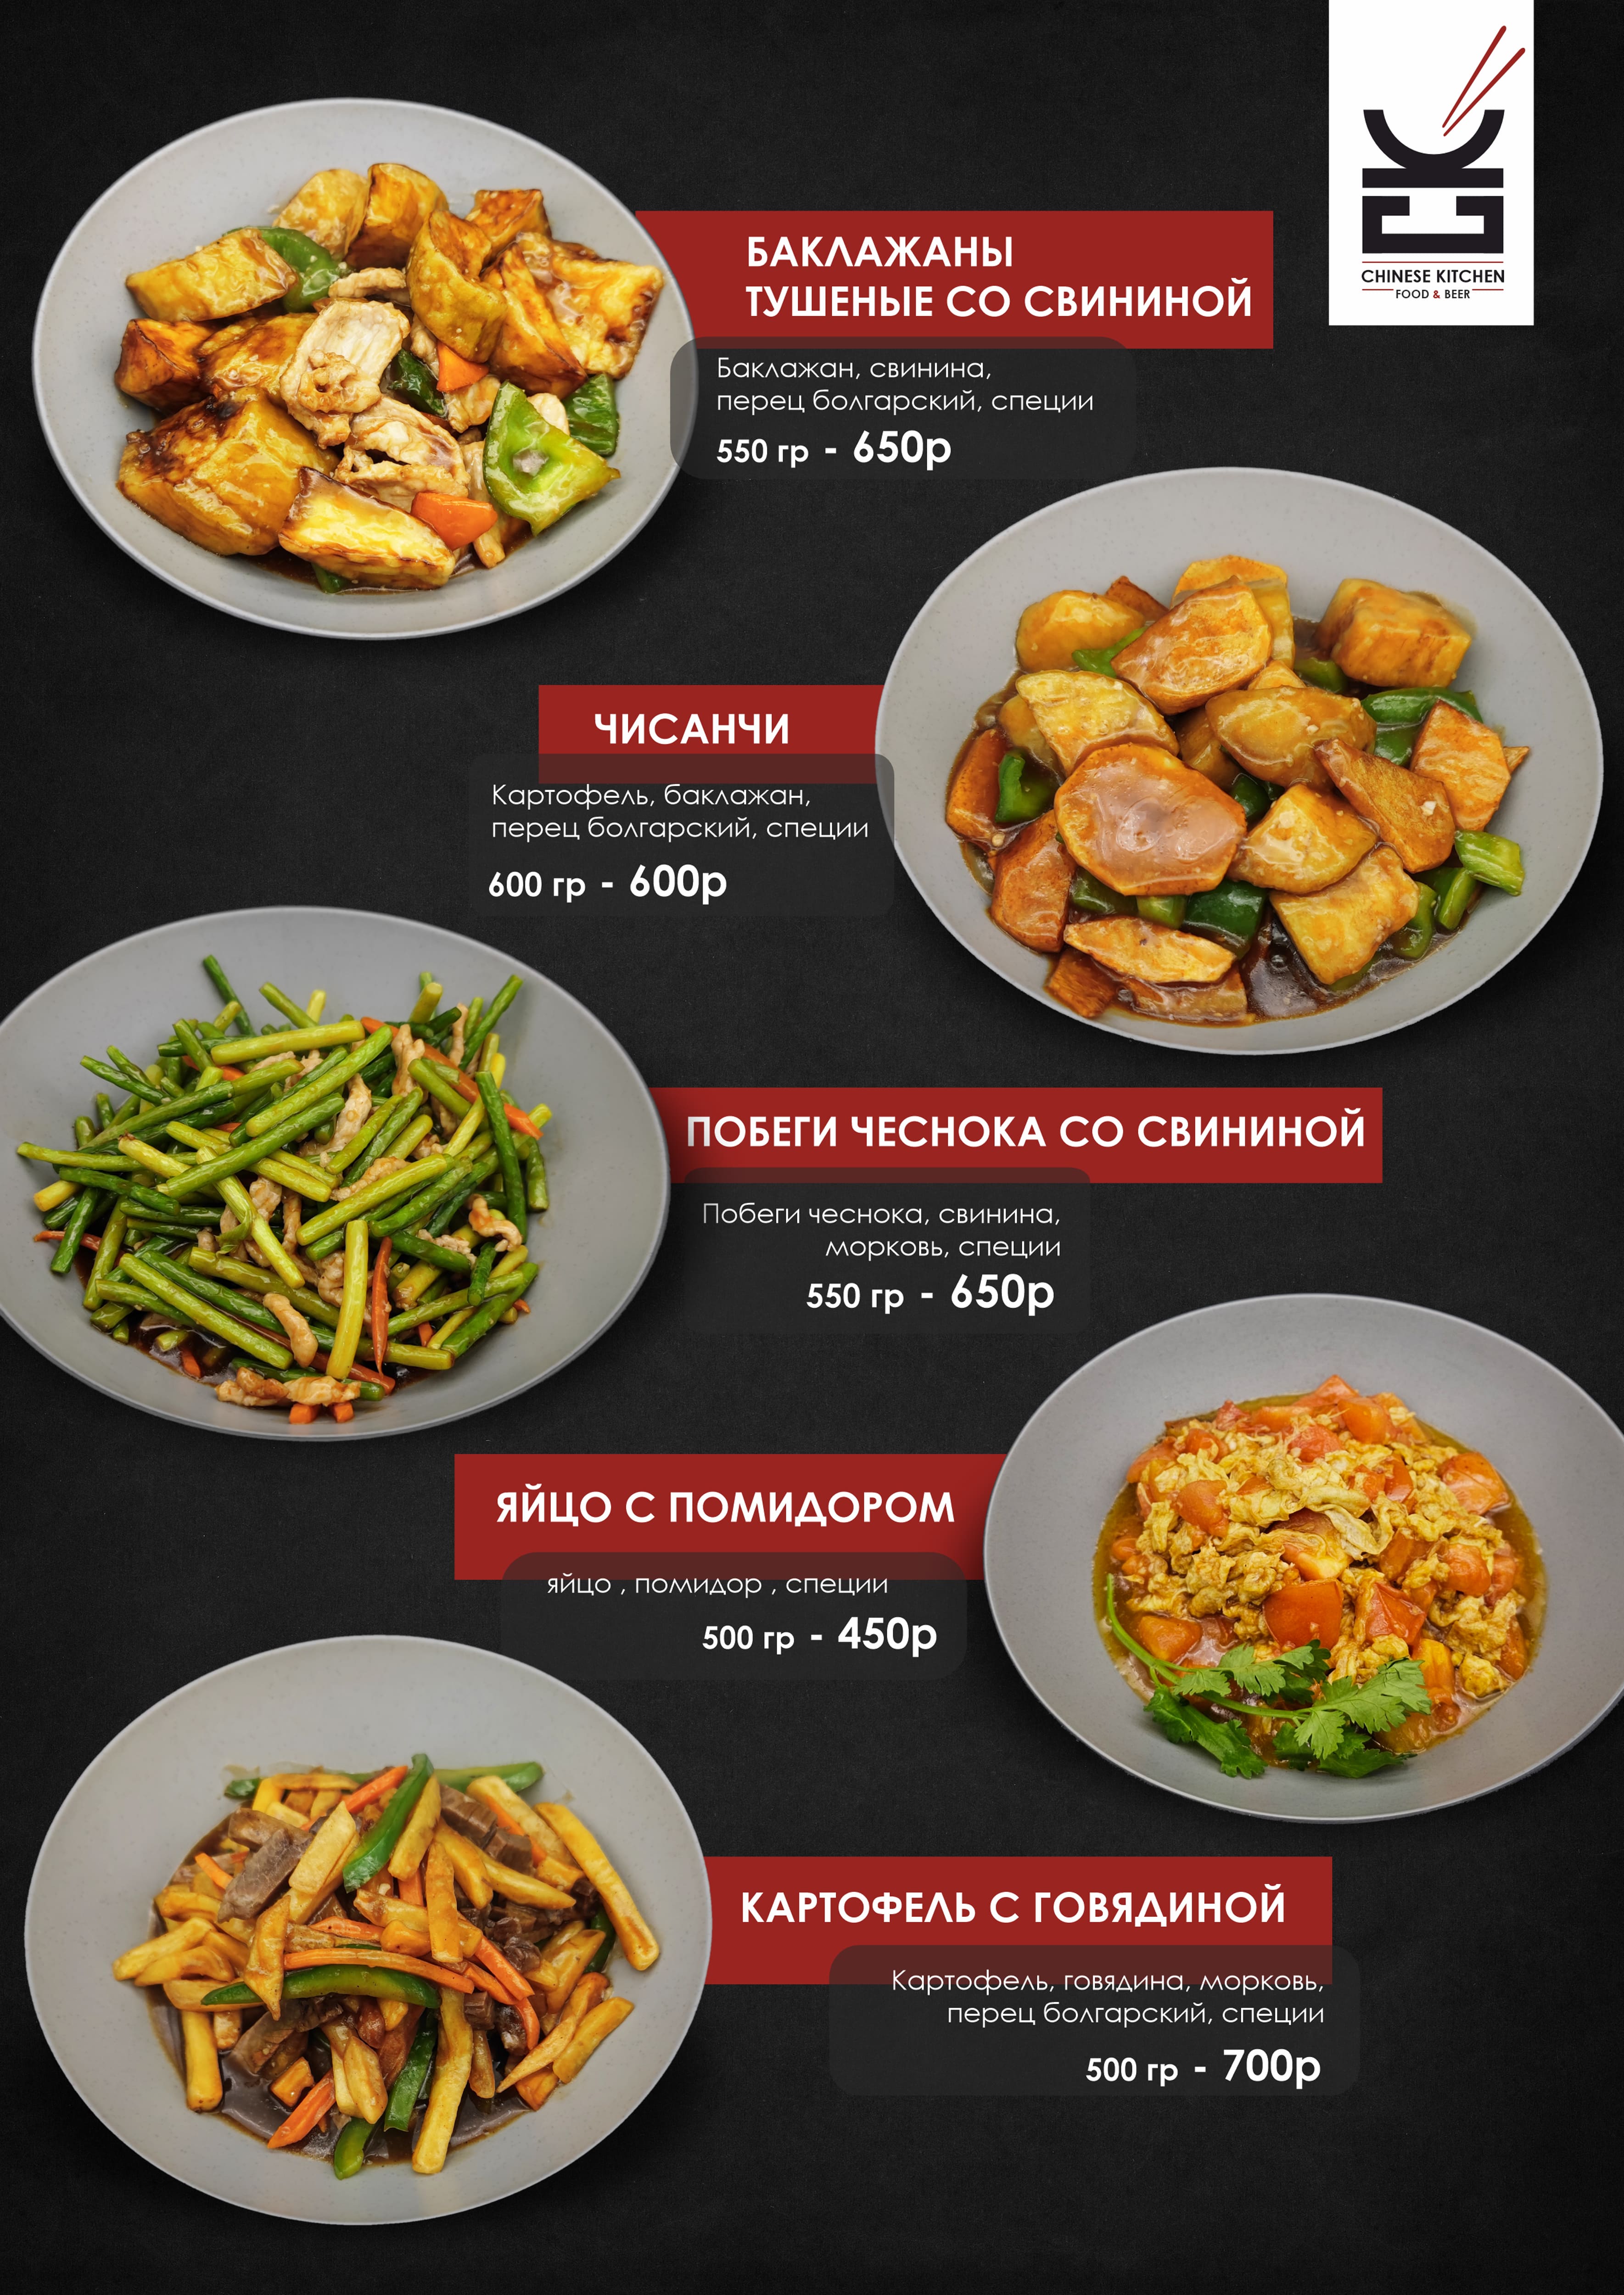 CHINESE KITCHEN
FOOD & BEER
БАКЛАЖАНЫ
ТУШЕНЫЕ СО СВИНИНОЙ
Баклажан, свинина,
перец болгарский, специи
550 гр - 650р
ЧИСАНЧИ
Картофель, баклажан,
перец болгарский, специи
600 гр - 600р
ПОБЕГИ ЧЕСНОКА СО СВИНИНОЙ
Побеги чеснока, свинина,
морковь, специи
550 гр - 650р
ЯЙЦО С ПОМИДОРОМ
яйцо , помидор , специи
500 гр - 450р
КАРТОФЕЛЬ С ГОВЯДИНОЙ
Картофель, говядина, морковь,
перец болгарский, специи
500 гр - 700р